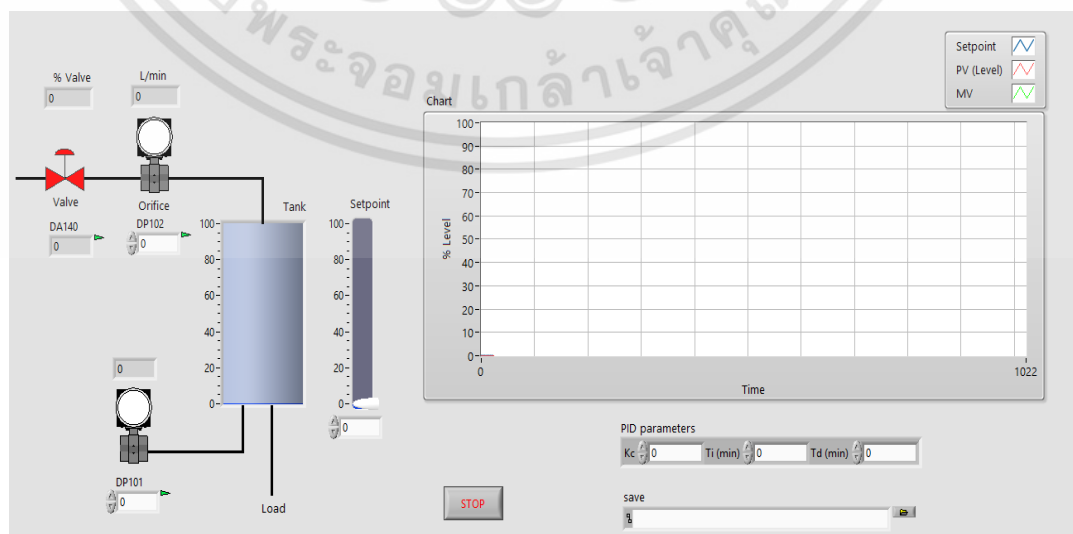 พระจอมเกล้าเจ้าคุณ
% Valve
0
L/min
0
Valve
DA140
0
Orifice
DP102
0
Tank
100
80
60
40
20
0
Setpoint
100
80
60
40
20
0
0
0
DP101
0
Load
Setpoint
PV (Level)
MV
Chart
% Level
100
90
80
70
60
50
40
30
20
10
0
0
1022
Time
PID parameters
Kc 0 Ti (min) 0 Td (min) 0
STOP
save